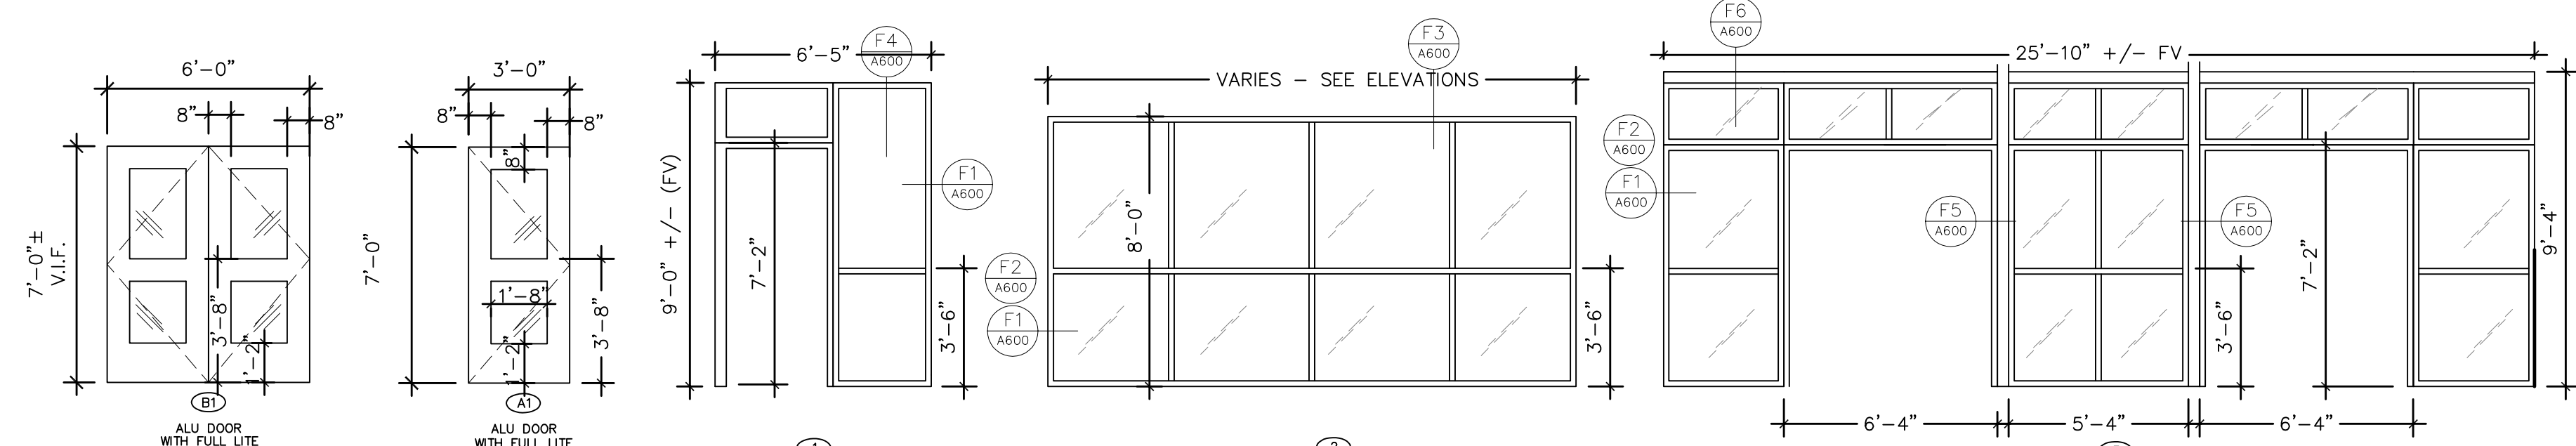 6'-0"
8"
8"
7'-0"±
V.I.F.
3'-8"
1'-2"
B1
ALU DOOR
WITH FULL LITE
3'-0"
8"
8"
8"
7'-0"
1'-8"
1'-2"
3'-8"
A1
ALU DOOR
WITH FULL LITE
6'-5"
F4
A600
9'-0" +/- (FV)
7'-2"
F1
A600
3'-6"
1
VARIES - SEE ELEVATIONS
F3
A600
8'-0"
F2
A600
F1
A600
3'-6"
2
25'-10" +/- FV
F6
A600
F2
A600
F1
A600
F5
A600
F5
A600
7'-2"
3'-6"
9'-4"
6'-4"
5'-4"
6'-4"